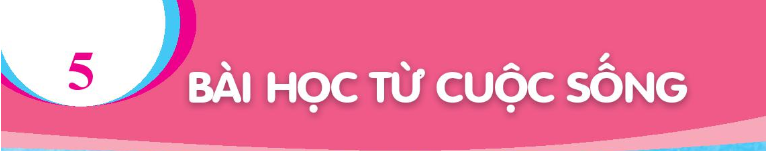 5
BÀI HỌC TỪ CUỘC SỐNG